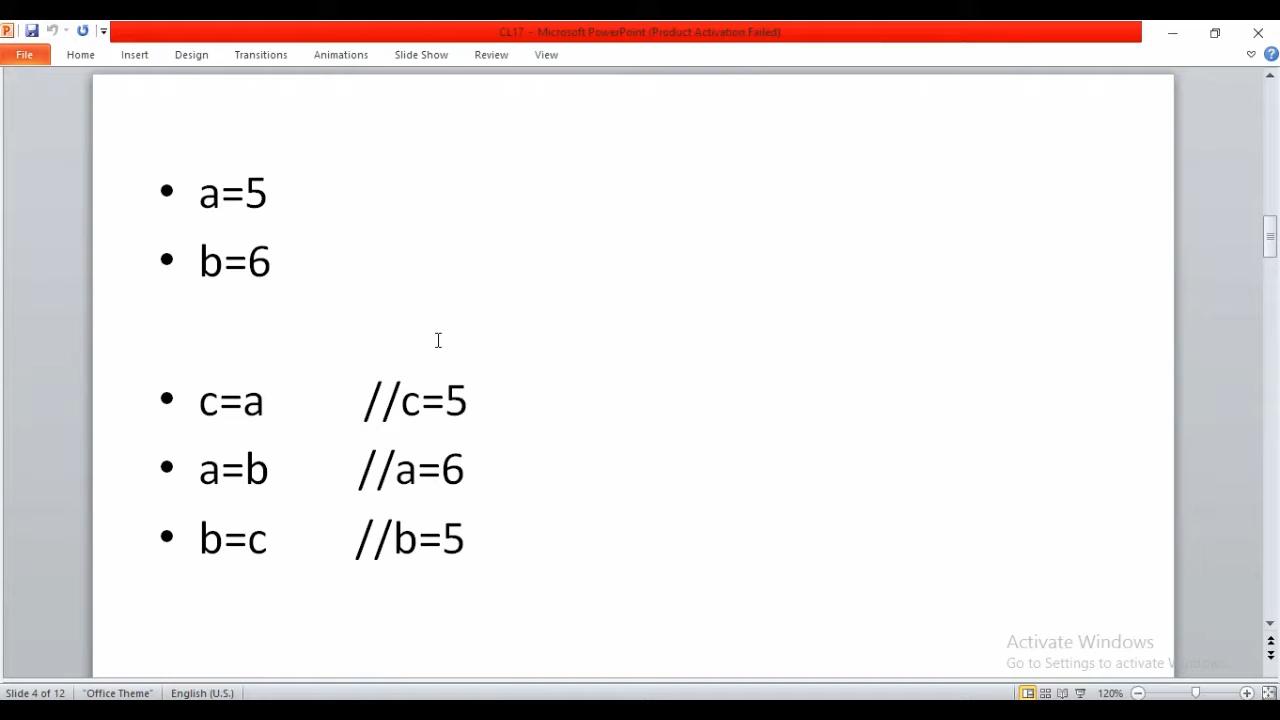 CL17 - Microsoft PowerPoint (Product Activation Failed)
File Home Insert Design Transitions Animations Slide Show Review View
• a=5
• b=6
• c=a //c=5
• a=b //a=6
• b=c //b=5
Activate Windows
Go to Settings to activate Windows.
Slide 4 of 12 "Office Theme" English (U.S.) 120%